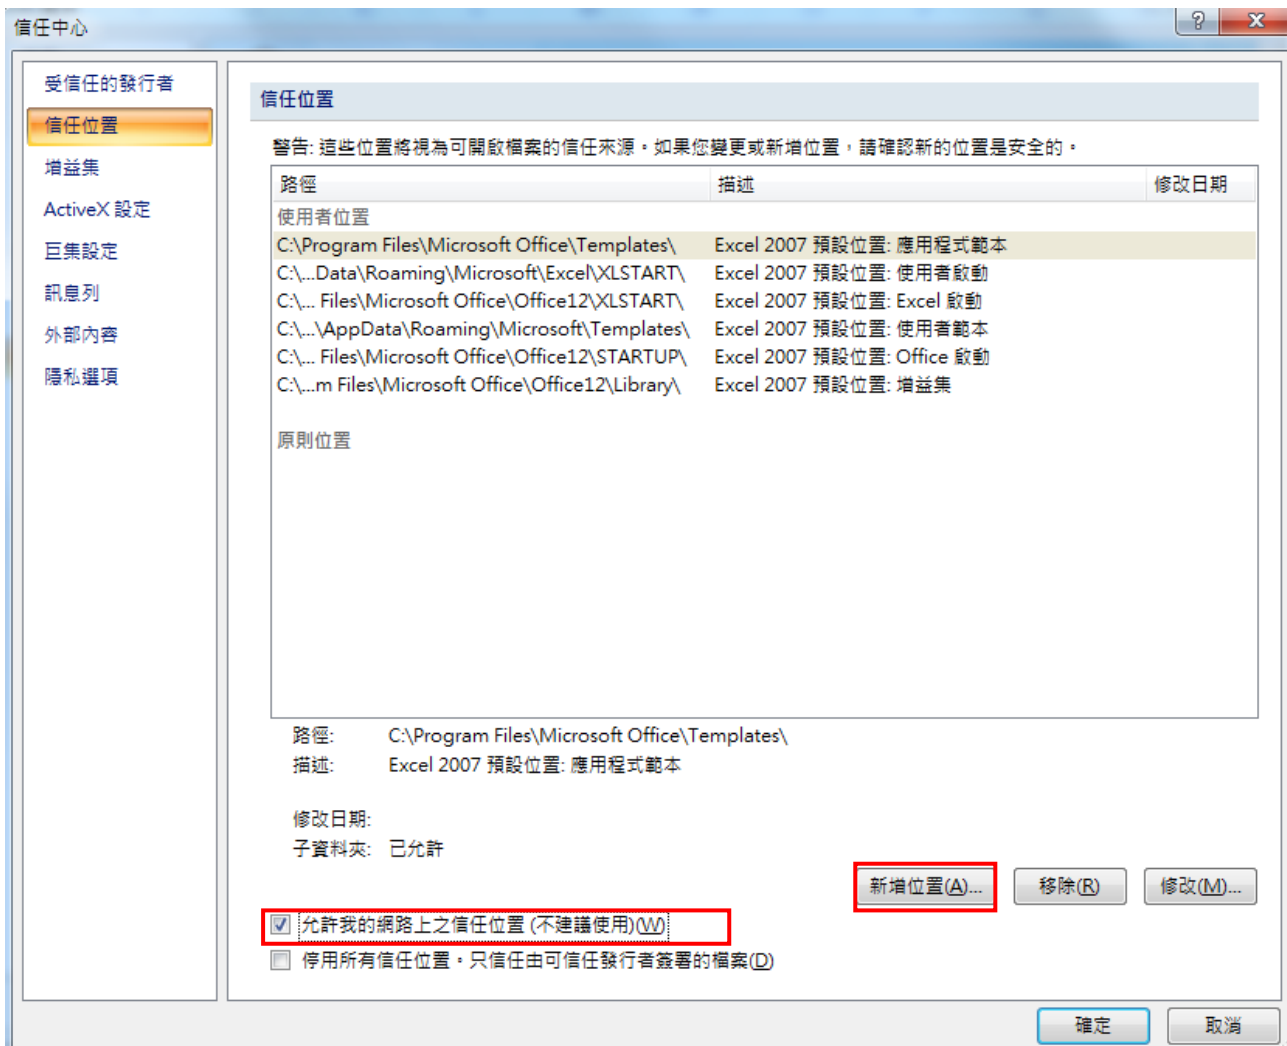 信任中心
受信任的發行者
信任位置
增益集
ActiveX 設定
巨集設定
訊息列
外部內容
隱私選項
信任位置
警告: 這些位置將視為可開啟檔案的信任來源。如果您變更或新增位置，請確認新的位置是安全的。
路徑 描述 修改日期
使用者位置
C:\Program Files\Microsoft Office\Templates\ Excel 2007 預設位置: 應用程式範本
C:\...Data\Roaming\Microsoft\Excel\XLSTART\ Excel 2007 預設位置: 使用者啟動
C:\... Files\Microsoft Office\Office12\XLSTART\ Excel 2007 預設位置: Excel 啟動
C:\...\AppData\Roaming\Microsoft\Templates\ Excel 2007 預設位置: 使用者範本
C:\... Files\Microsoft Office\Office12\STARTUP\ Excel 2007 預設位置: Office 啟動
C:\...m Files\Microsoft Office\Office12\Library\ Excel 2007 預設位置: 增益集
原則位置
路徑: C:\Program Files\Microsoft Office\Templates\
描述: Excel 2007 預設位置: 應用程式範本
修改日期:
子資料夾: 已允許
新增位置(A)... 移除(R) 修改(M)...
允許我的網路上之信任位置 (不建議使用)(W)
停用所有信任位置。只信任由可信任發行者簽署的檔案(D)
確定 取消